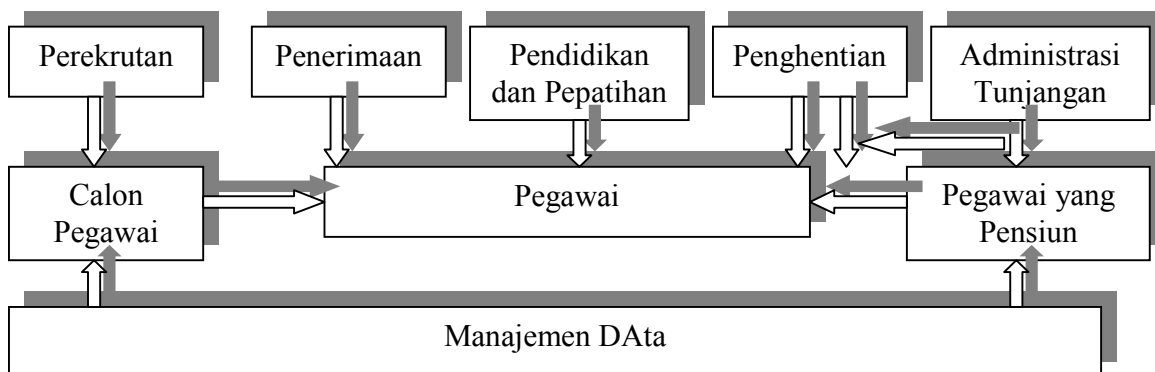 Perekrutan
Penerimaan
Pendidikan
dan Pepatihan
Penghentian
Administrasi
Tunjangan
Calon
Pegawai
Pegawai
Pegawai yang
Pensiun
Manajemen DAta